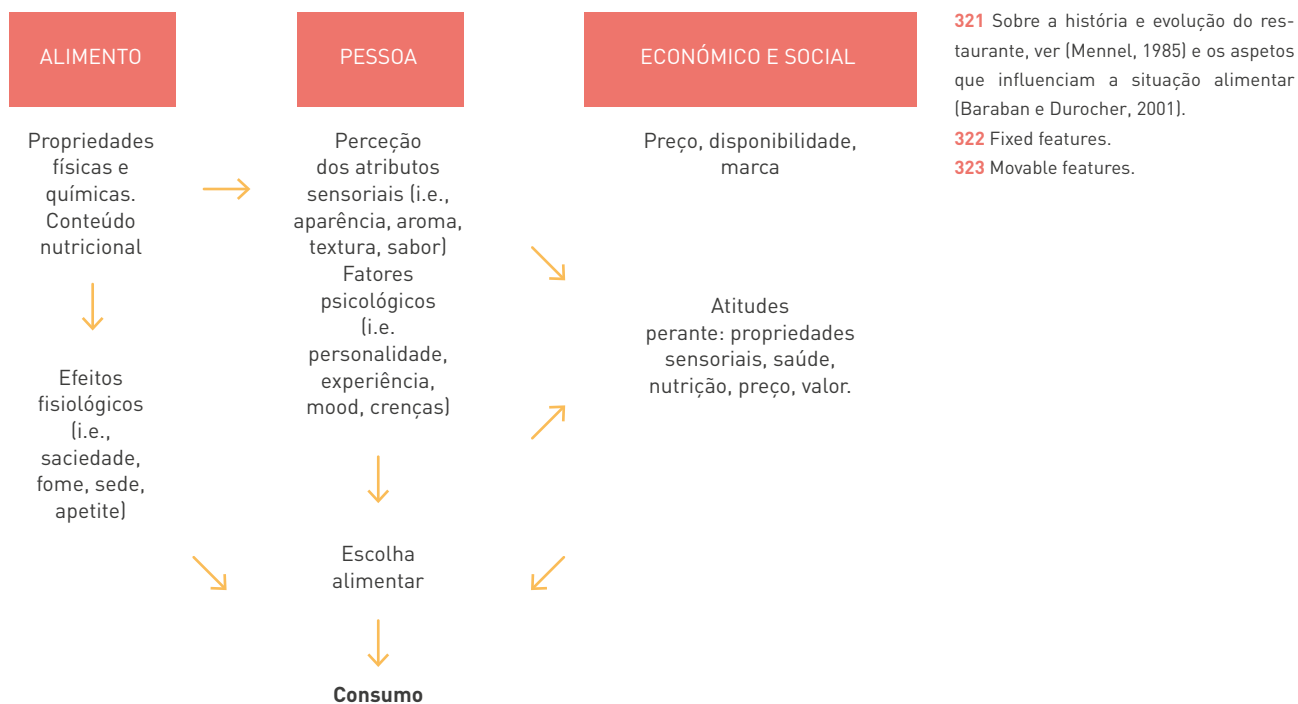 ALIMENTO
Propriedades
físicas e
químicas.
Conteúdo
nutricional
Efeitos
fisiológicos
(i.e.,
saciedade,
fome, sede,
apetite)
PESSOA
Perceção
dos atributos
sensoriais (i.e.,
aparência, aroma,
textura, sabor)
Fatores
psicológicos
(i.e.
personalidade,
experiência,
mood, crenças)
Escolha
alimentar
Consumo
ECONÓMICO E SOCIAL
Preço, disponibilidade,
marca
Atitudes
perante: propriedades
sensoriais, saúde,
nutrição, preço, valor.
321 Sobre a história e evolução do res-
taurante, ver (Mennel, 1985) e os aspetos
que influenciam a situação alimentar
(Baraban e Durocher, 2001).
322 Fixed features.
323 Movable features.